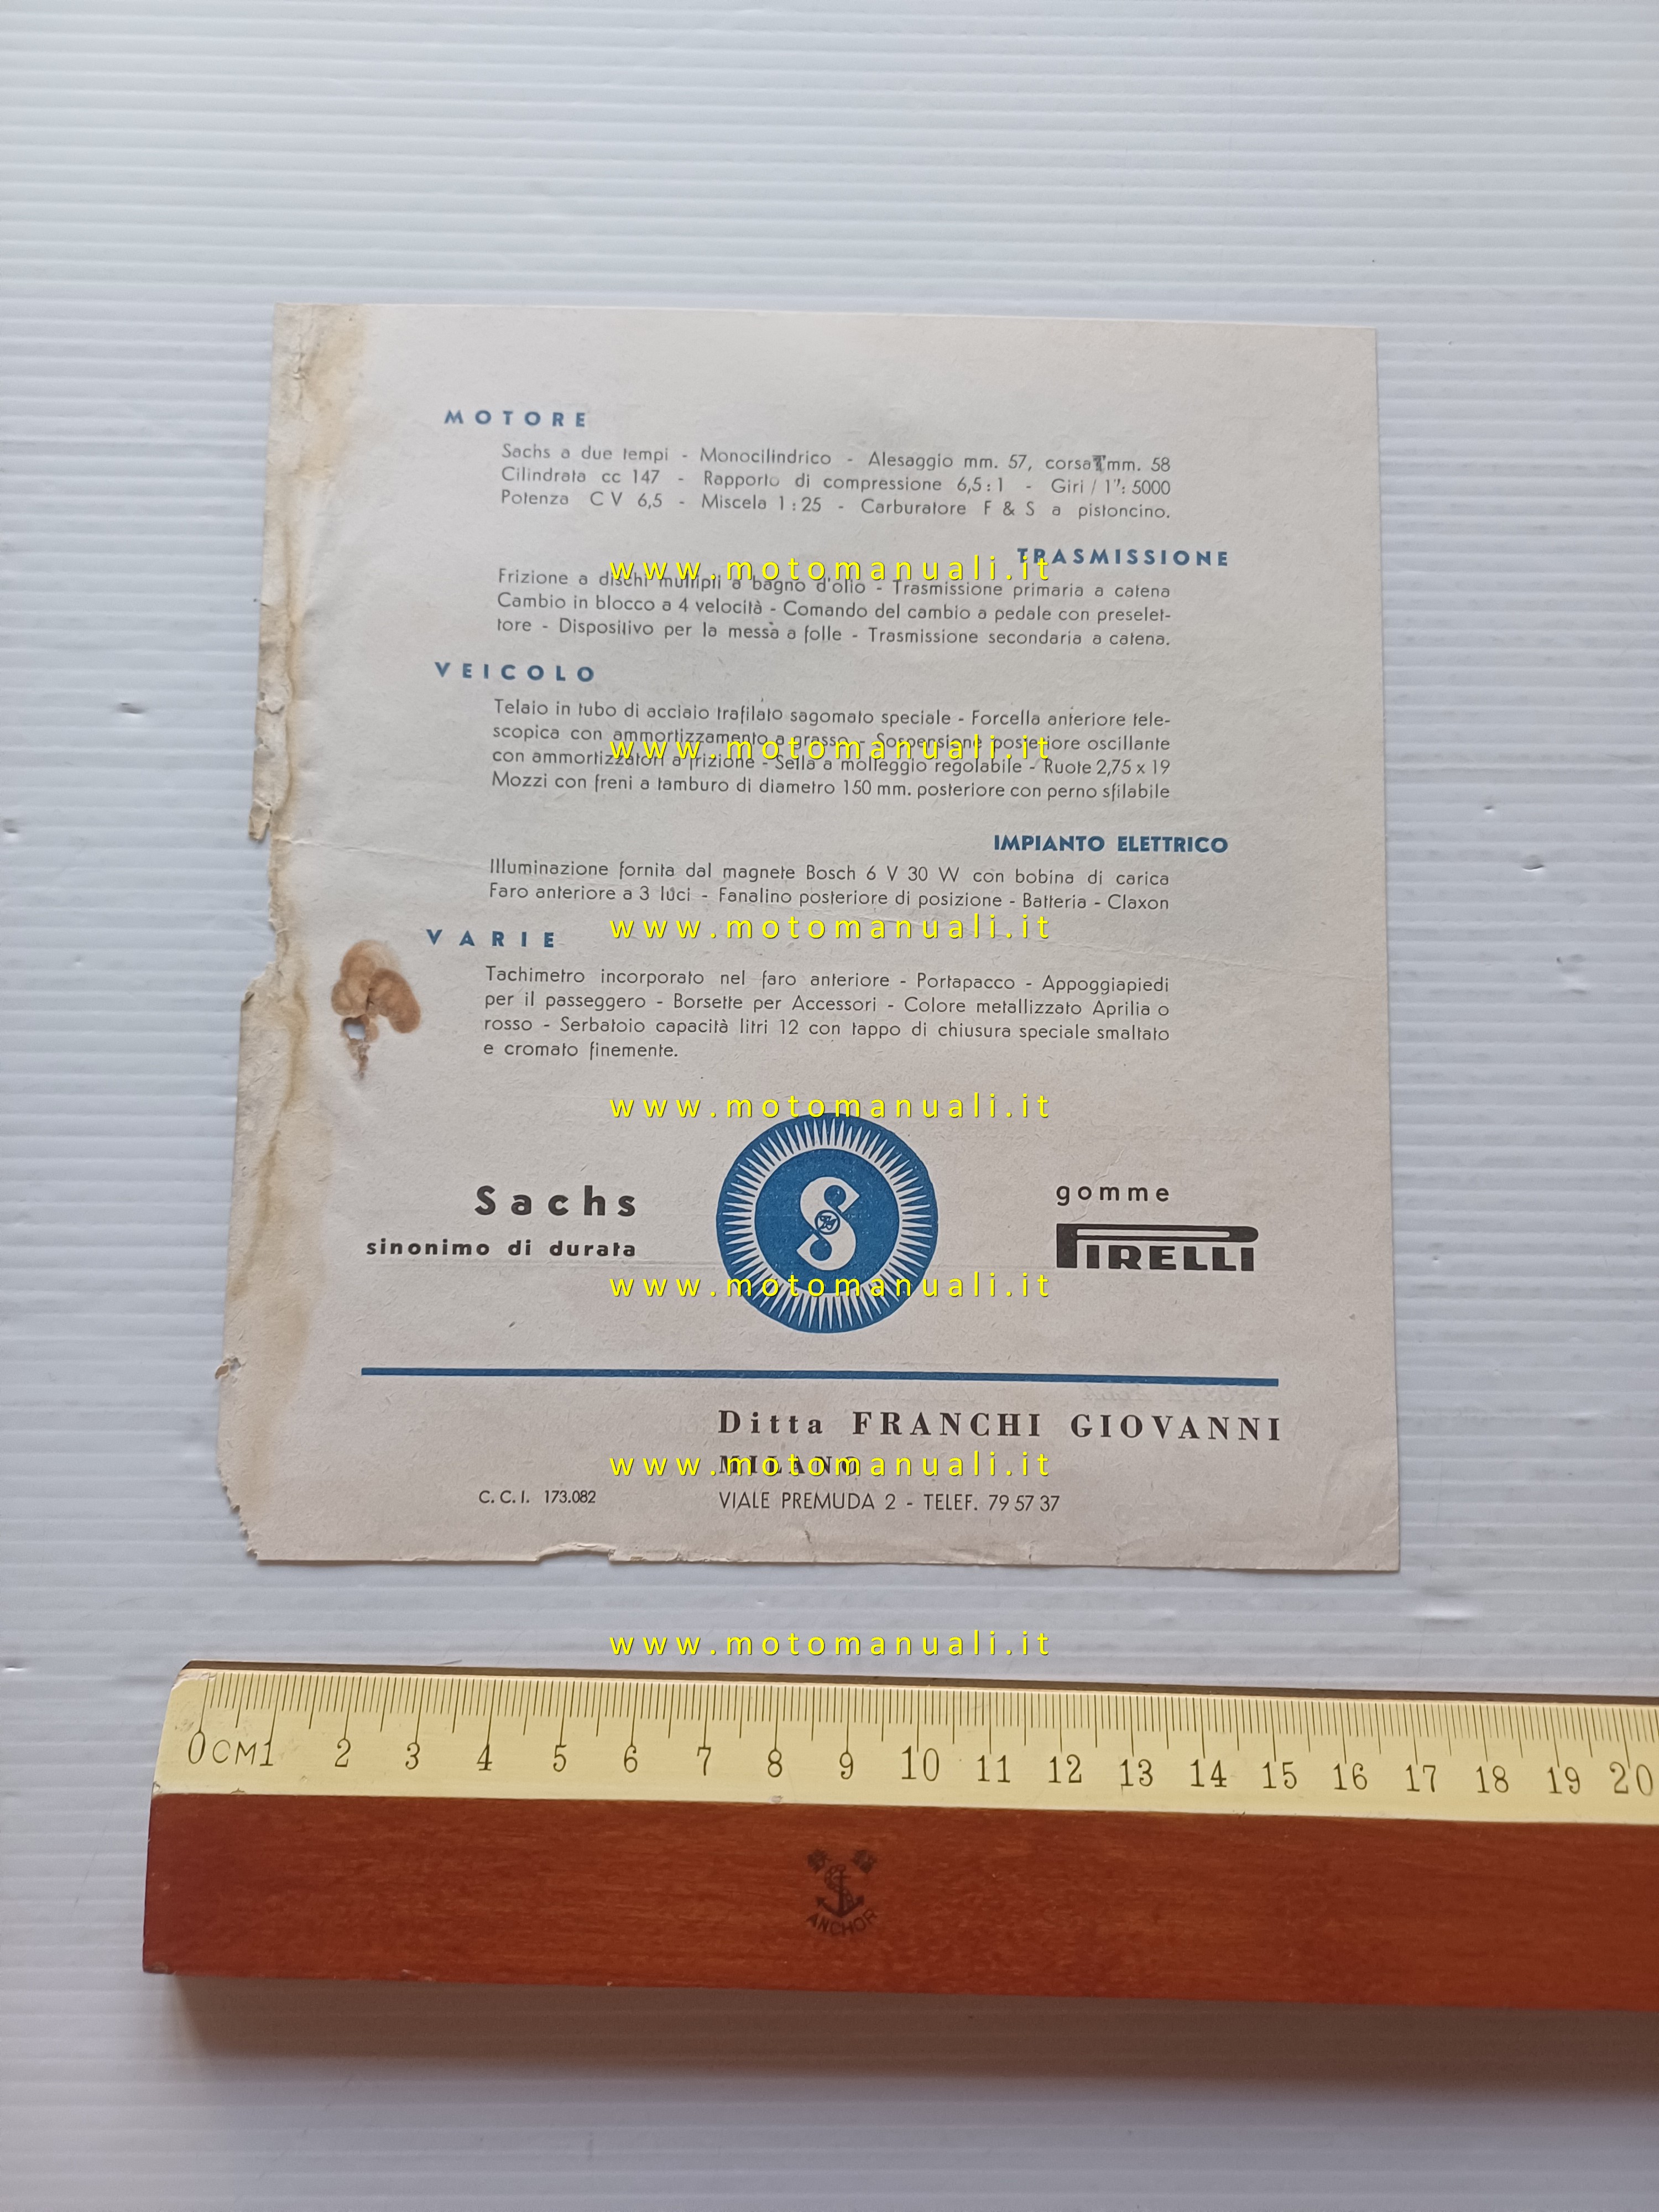 MOTORE
Sachs a due tempi - Monocilindrico - Alesaggio mm. 57, corsa mm. 58
Cilindrata cc 147 - Rapporto di compressione 6,5:1 - Giri / 1": 5000
Potenza CV 6,5 - Miscela 1:25 - Carburatore F & S a pistoncino.
TRASMISSIONE
www.motomanuali.it
Frizione a dischi multipli a bagno d'olio - Trasmissione primaria a catena
Cambio in blocco a 4 velocità - Comando del cambio a pedale con preselet-
tore - Dispositivo per la messa a folle - Trasmissione secondaria a catena.
VEICOLO
Telaio in tubo di acciaio trafilato sagomato speciale - Forcella anteriore tele-
scopica con ammortizzamento a grasso - Sospensione posteriore oscillante
www.motomanuali.it
con ammortizzatori a frizione - Sella a molleggio regolabile - Ruote 2,75 x 19
Mozzi con freni a tamburo di diametro 150 mm. posteriore con perno sfilabile
IMPIANTO ELETTRICO
Illuminazione fornita dal magnete Bosch 6 V 30 W con bobina di carica
Faro anteriore a 3 luci - Fanalino posteriore di posizione - Batteria - Claxon
www.motomanuali.it
VARIE
Tachimetro incorporato nel faro anteriore - Portapacco - Appoggiapiedi
per il passeggero - Borsette per Accessori - Colore metallizzato Aprilia o
rosso - Serbatoio capacità litri 12 con tappo di chiusura speciale smaltato
e cromato finemente.
www.motomanuali.it
Sachs
sinonimo di durata
S
gomme
PIRELLI
www.motomanuali.it
Ditta FRANCHI GIOVANNI
MILANO
www.motomanuali.it
C.C.I. 173.082
VIALE PREMUDA 2 - TELEF. 79 57 37
www.motomanuali.it
0CM1 2 3 4 5 6 7 8 9 10 11 12 13 14 15 16 17 18 19 20
ANCHOR